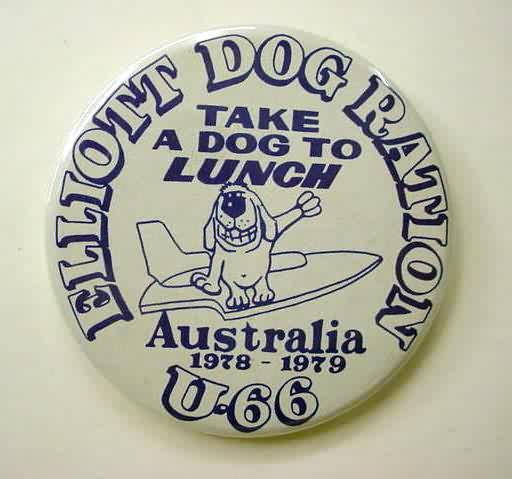 ELLIOTT DOG RATION
TAKE
A DOG TO
LUNCH
Australia
1978 - 1979
U.66